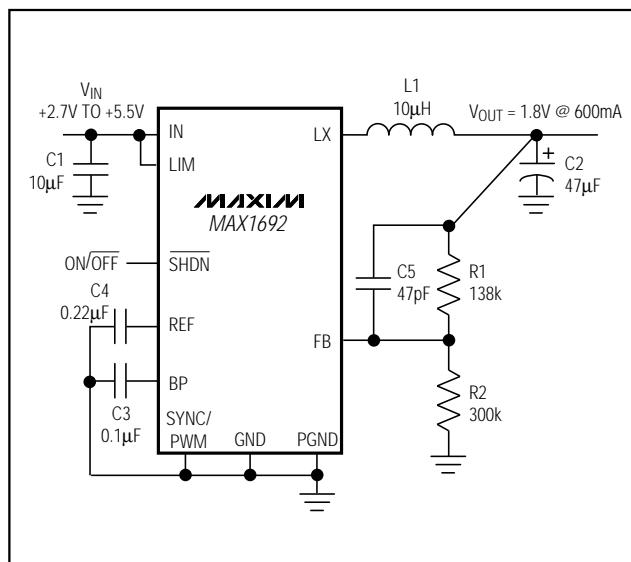 VIN
+2.7V TO +5.5V
C1
10µF
IN
LIM
LX
L1
10µH
VOUT = 1.8V @ 600mA
C2
47µF
+
MAXIM
MAX1692
ON/OFF
SHDN
C4
0.22µF
REF
BP
C3
0.1µF
SYNC/
PWM
GND
PGND
FB
C5
47pF
R1
138k
R2
300k